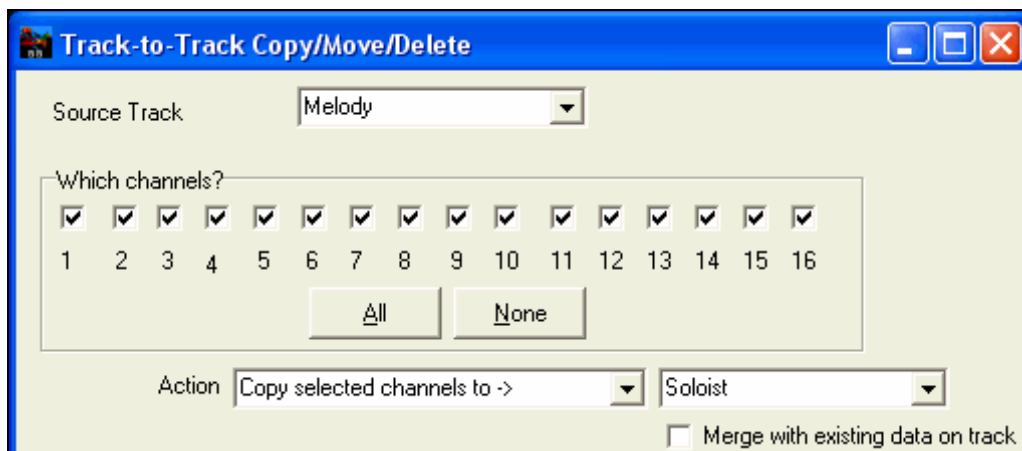 Track-to-Track Copy/Move/Delete
Source Track Melody
Which channels?
1 2 3 4 5 6 7 8 9 10 11 12 13 14 15 16
All None
Action Copy selected channels to -> Soloist
Merge with existing data on track